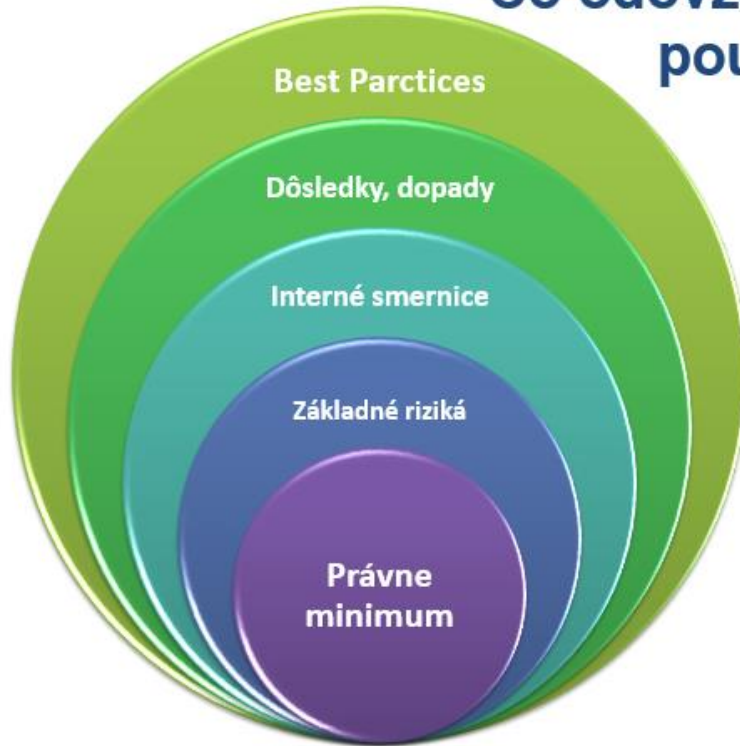 Best Parctices
Dôsledky, dopady
Interné smernice
Základné riziká
Právne
minimum